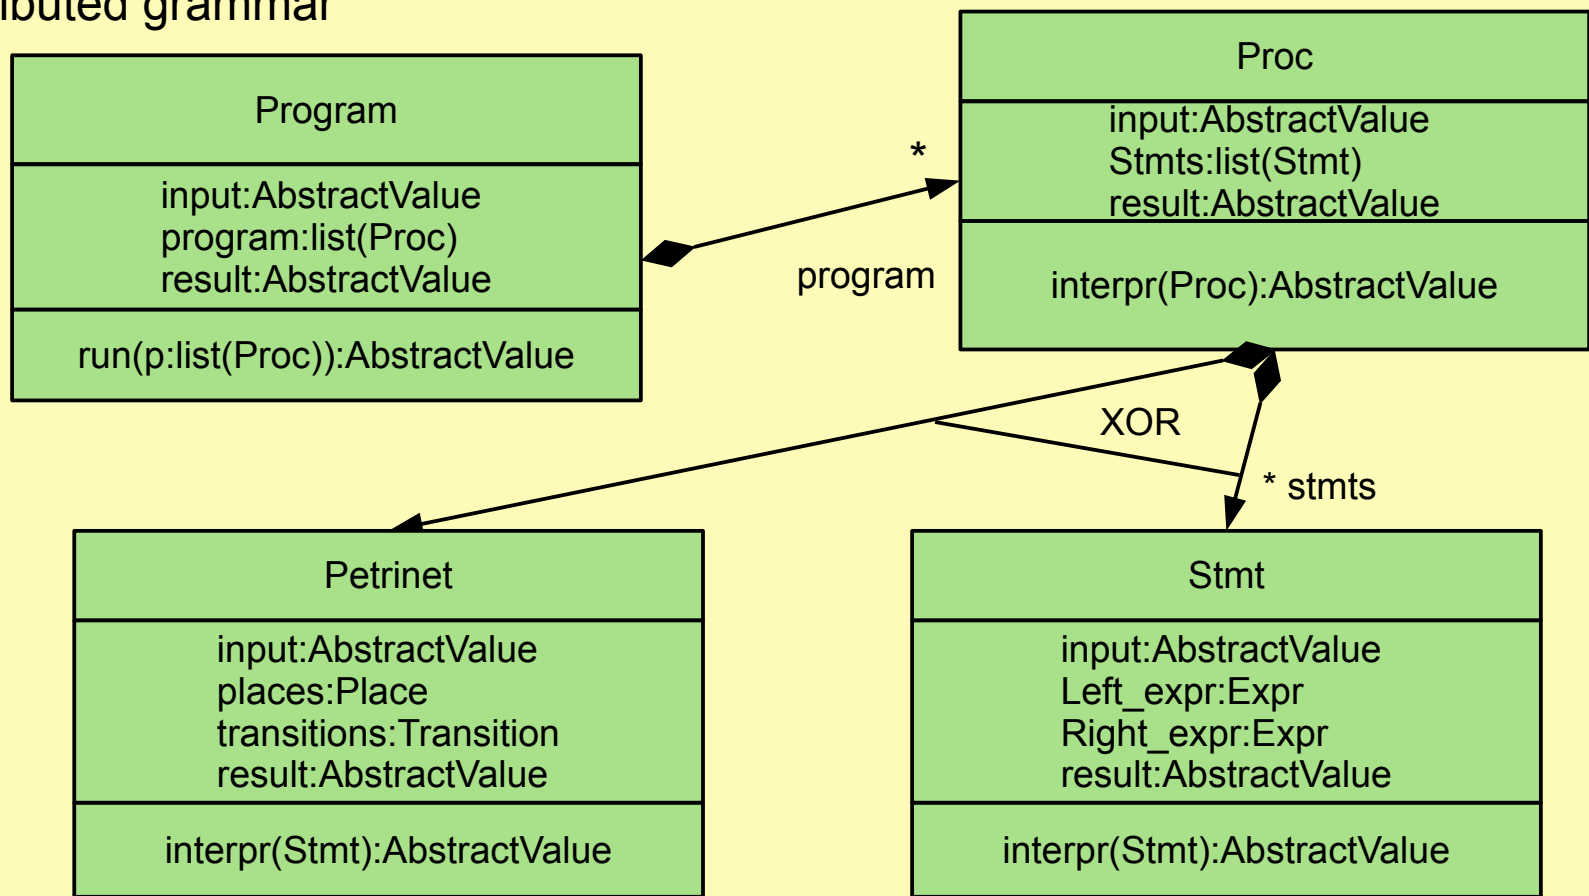 grammar
Program
input:AbstractValue
program:list(Proc)
result:AbstractValue
run(p:list(Proc)):AbstractValue
*
program
Proc
input:AbstractValue
Stmts:list(Stmt)
result:AbstractValue
interpr(Proc):AbstractValue
XOR
* stmts
Petrinet
input:AbstractValue
places:Place
transitions:Transition
result:AbstractValue
interpr(Stmt):AbstractValue
Stmt
input:AbstractValue
Left_expr:Expr
Right_expr:Expr
result:AbstractValue
interpr(Stmt):AbstractValue